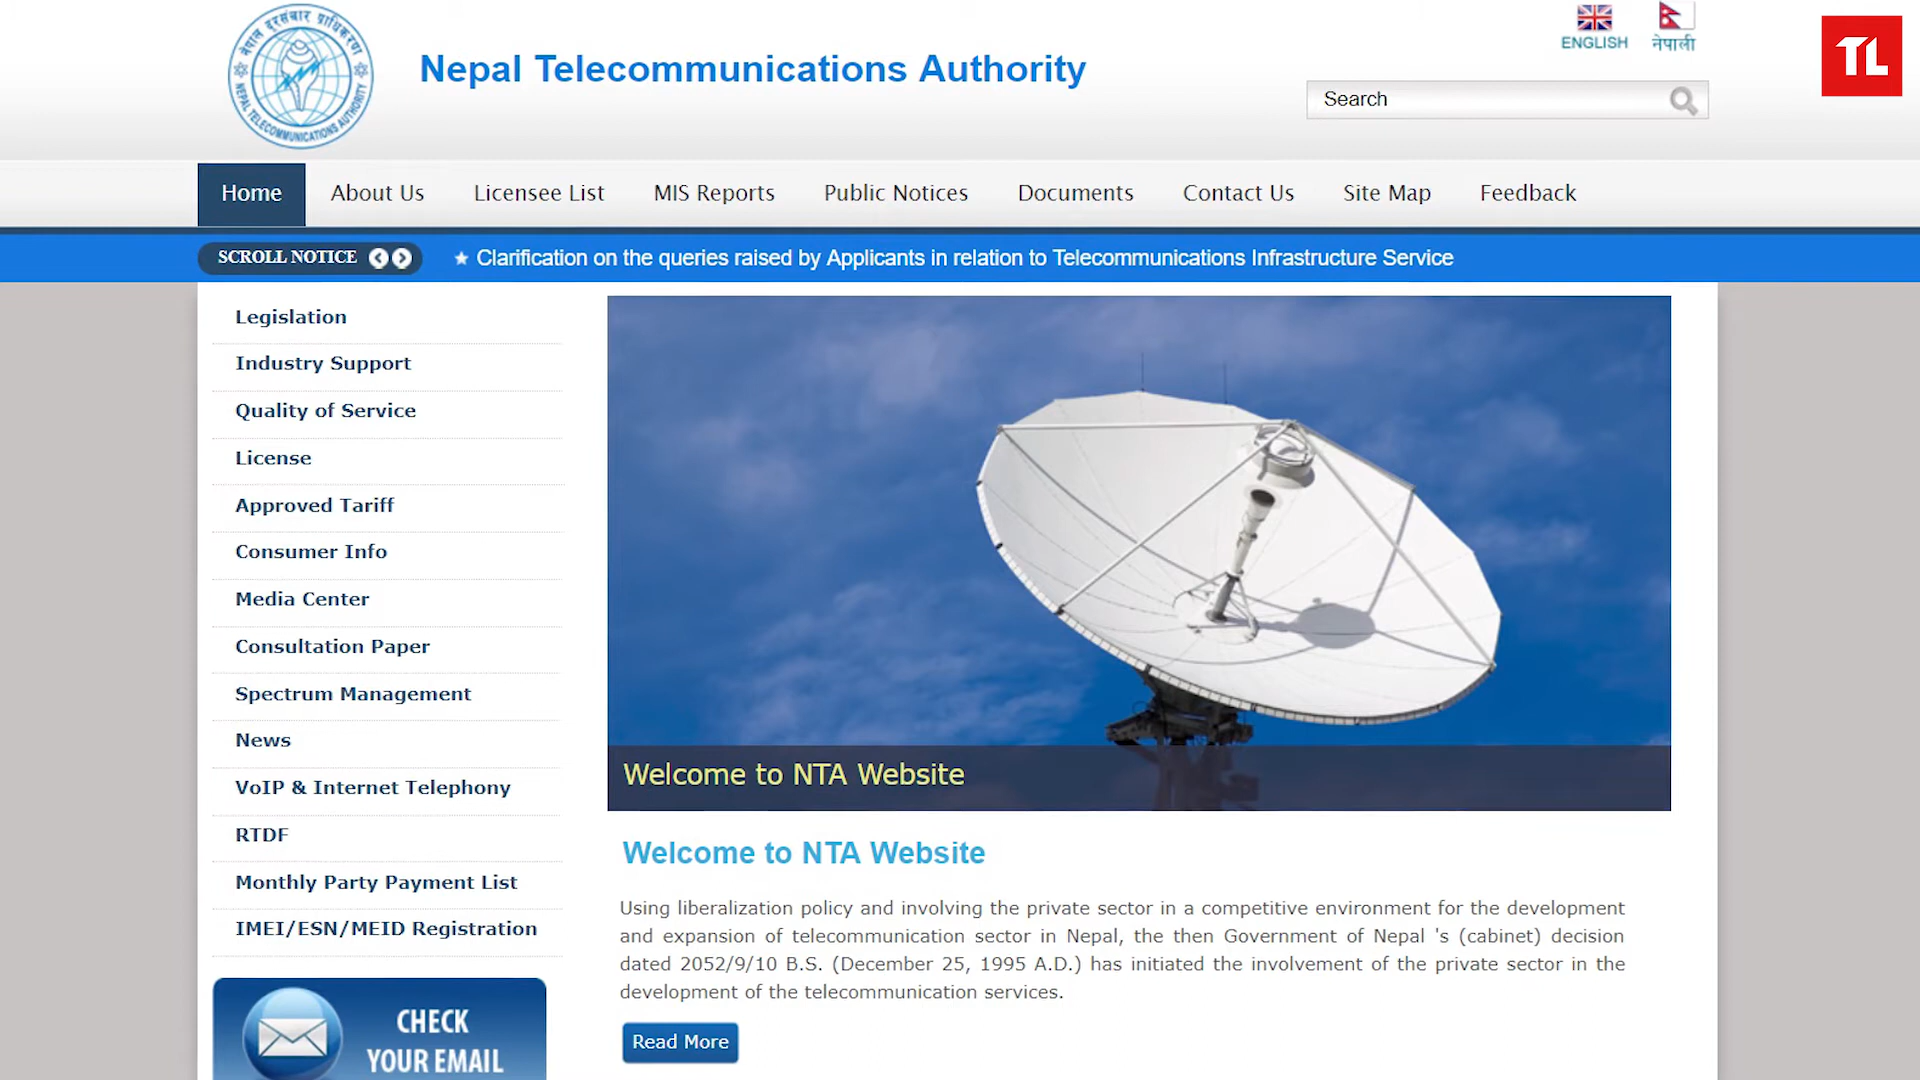 नेपाल दूरसंचार प्राधिकरण
NEPAL TELECOMMUNICATIONS AUTHORITY
Nepal Telecommunications Authority
ENGLISH
नेपाली
TL
Search
Home
About Us
Licensee List
MIS Reports
Public Notices
Documents
Contact Us
Site Map
Feedback
SCROLL NOTICE
Clarification on the queries raised by Applicants in relation to Telecommunications Infrastructure Service
Legislation
Industry Support
Quality of Service
License
Approved Tariff
Consumer Info
Media Center
Consultation Paper
Spectrum Management
News
VoIP & Internet Telephony
RTDF
Monthly Party Payment List
IMEI/ESN/MEID Registration
CHECK
YOUR EMAIL
Welcome to NTA Website
Welcome to NTA Website
Using liberalization policy and involving the private sector in a competitive environment for the development
and expansion of telecommunication sector in Nepal, the then Government of Nepal 's (cabinet) decision
dated 2052/9/10 B.S. (December 25, 1995 A.D.) has initiated the involvement of the private sector in the
development of the telecommunication services.
Read More